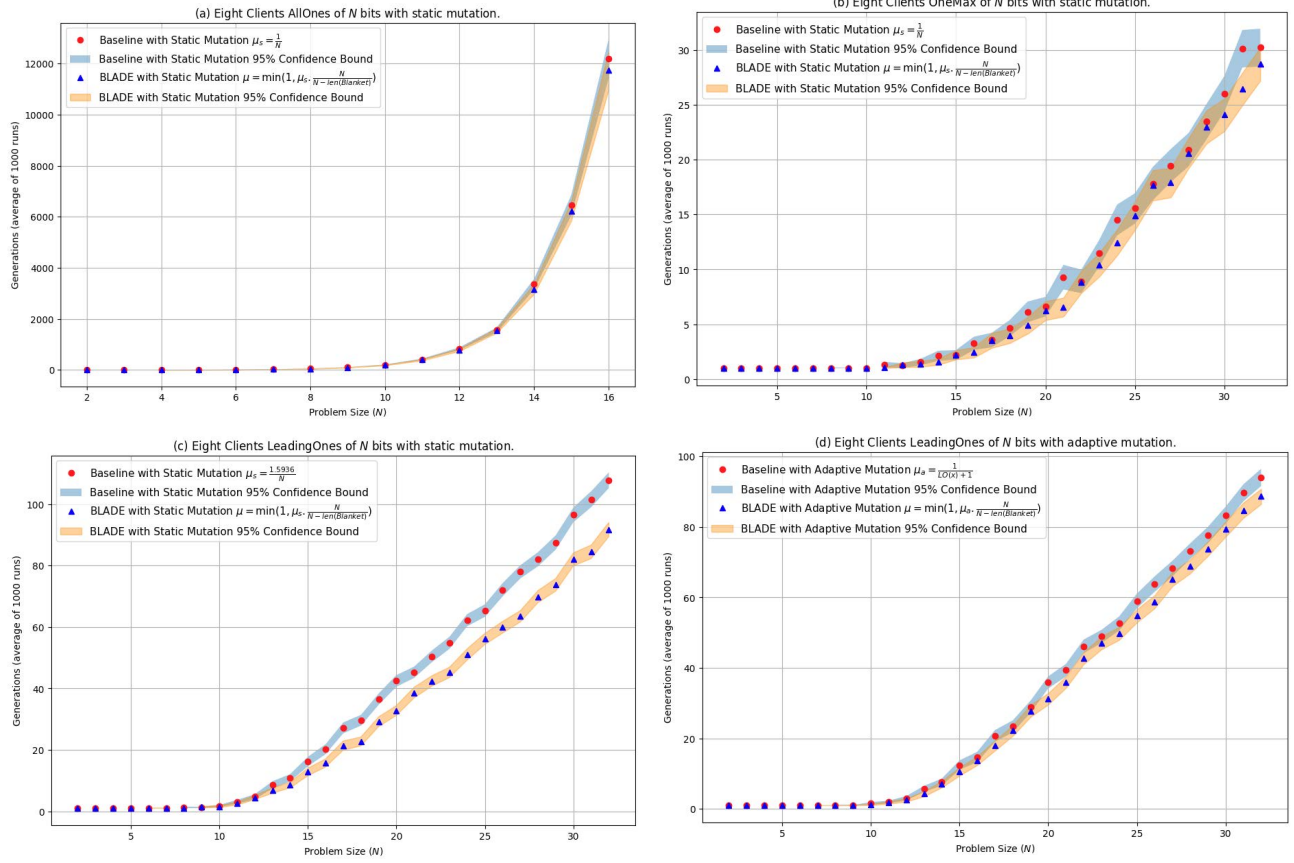 (a) Eight Clients AllOnes of N bits with static mutation.
Baseline with Static Mutation μ_s = 1/N
Baseline with Static Mutation 95% Confidence Bound
BLADE with Static Mutation μ = min(1, μ_s. N/(N−len(Blanket)))
BLADE with Static Mutation 95% Confidence Bound
Generations (average of 1000 runs)
12000
10000
8000
6000
4000
2000
0
2 4 6 8 10 12 14 16
Problem Size (N)
(b) Eight Clients OneMax of N bits with static mutation.
Baseline with Static Mutation μ_s = 1/N
Baseline with Static Mutation 95% Confidence Bound
BLADE with Static Mutation μ = min(1, μ_s. N/(N−len(Blanket)))
BLADE with Static Mutation 95% Confidence Bound
Generations (average of 1000 runs)
30
25
20
15
10
5
0
5 10 15 20 25 30
Problem Size (N)
(c) Eight Clients LeadingOnes of N bits with static mutation.
Baseline with Static Mutation μ_s = 1.5936/N
Baseline with Static Mutation 95% Confidence Bound
BLADE with Static Mutation μ = min(1, μ_s. N/(N−len(Blanket)))
BLADE with Static Mutation 95% Confidence Bound
Generations (average of 1000 runs)
100
80
60
40
20
0
5 10 15 20 25 30
Problem Size (N)
(d) Eight Clients LeadingOnes of N bits with adaptive mutation.
Baseline with Adaptive Mutation μ_a = 1/(LO(x)+1)
Baseline with Adaptive Mutation 95% Confidence Bound
BLADE with Adaptive Mutation μ = min(1, μ_a. N/(N−len(Blanket)))
BLADE with Adaptive Mutation 95% Confidence Bound
Generations (average of 1000 runs)
100
80
60
40
20
0
5 10 15 20 25 30
Problem Size (N)